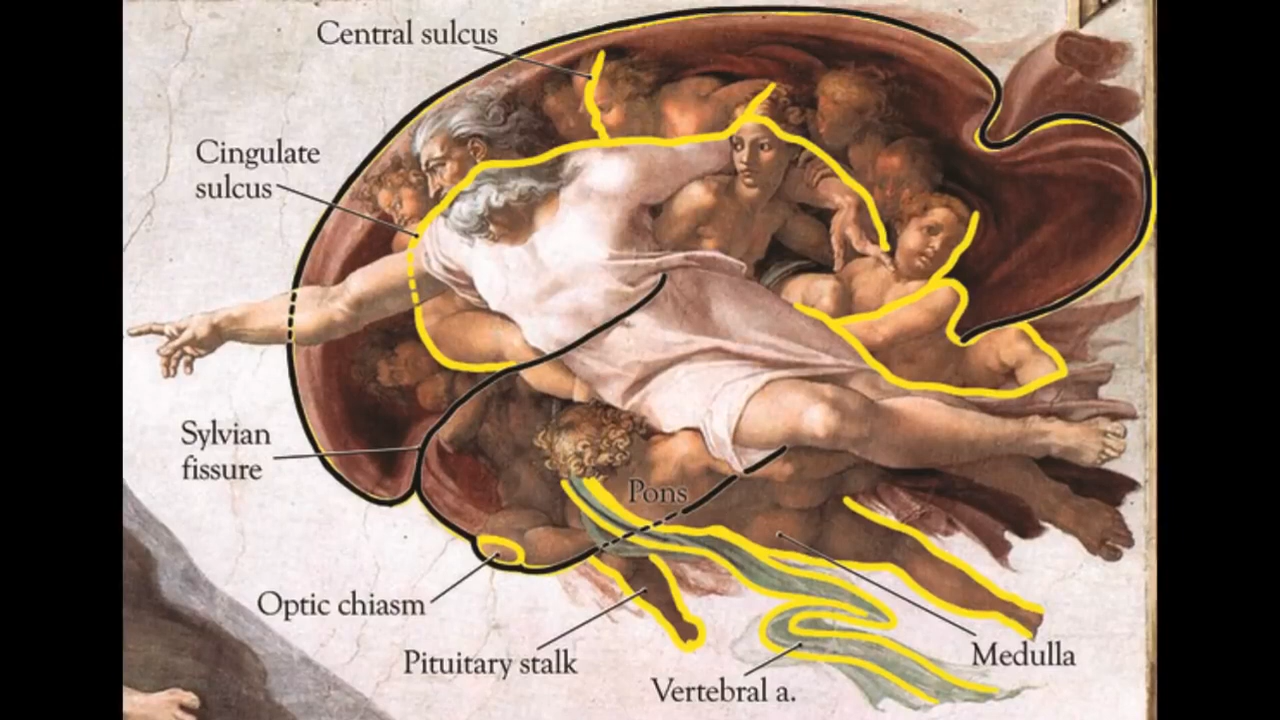 Central sulcus
Cingulate
sulcus
Sylvian
fissure
Pons
Optic chiasm
Pituitary stalk
Vertebral a.
Medulla